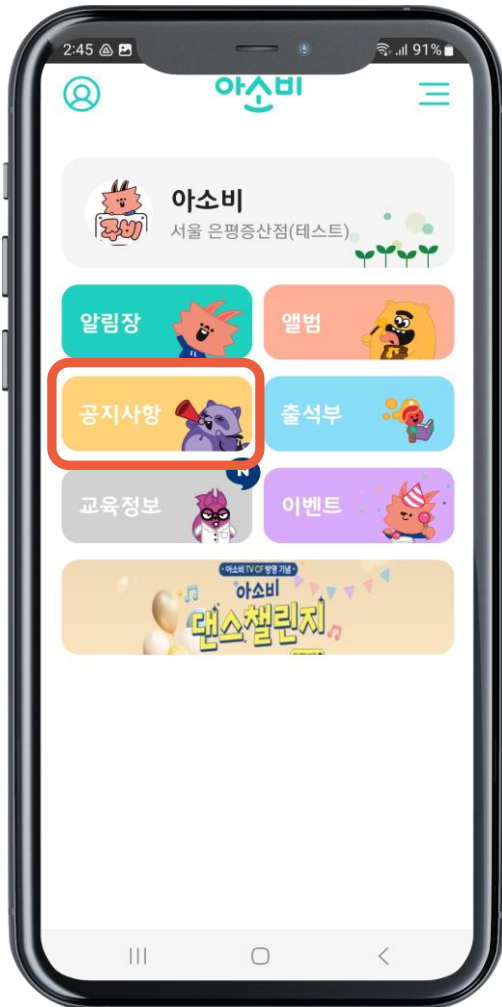 2:45
91%
아소비
주비
아소비
서울 은평증산점(테스트)
알림장
앨범
공지사항
출석부
N
교육정보
이벤트
·아소비 TV CF 방영 기념·
아소비
댄스챌린지